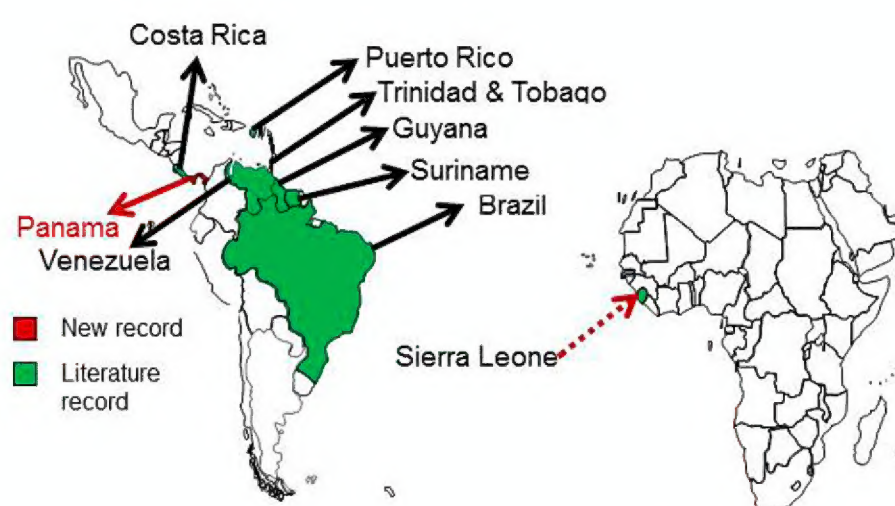 Costa Rica
Puerto Rico
Trinidad & Tobago
Guyana
Suriname
Brazil
Panama
Venezuela
New record
Literature
record
Sierra Leone